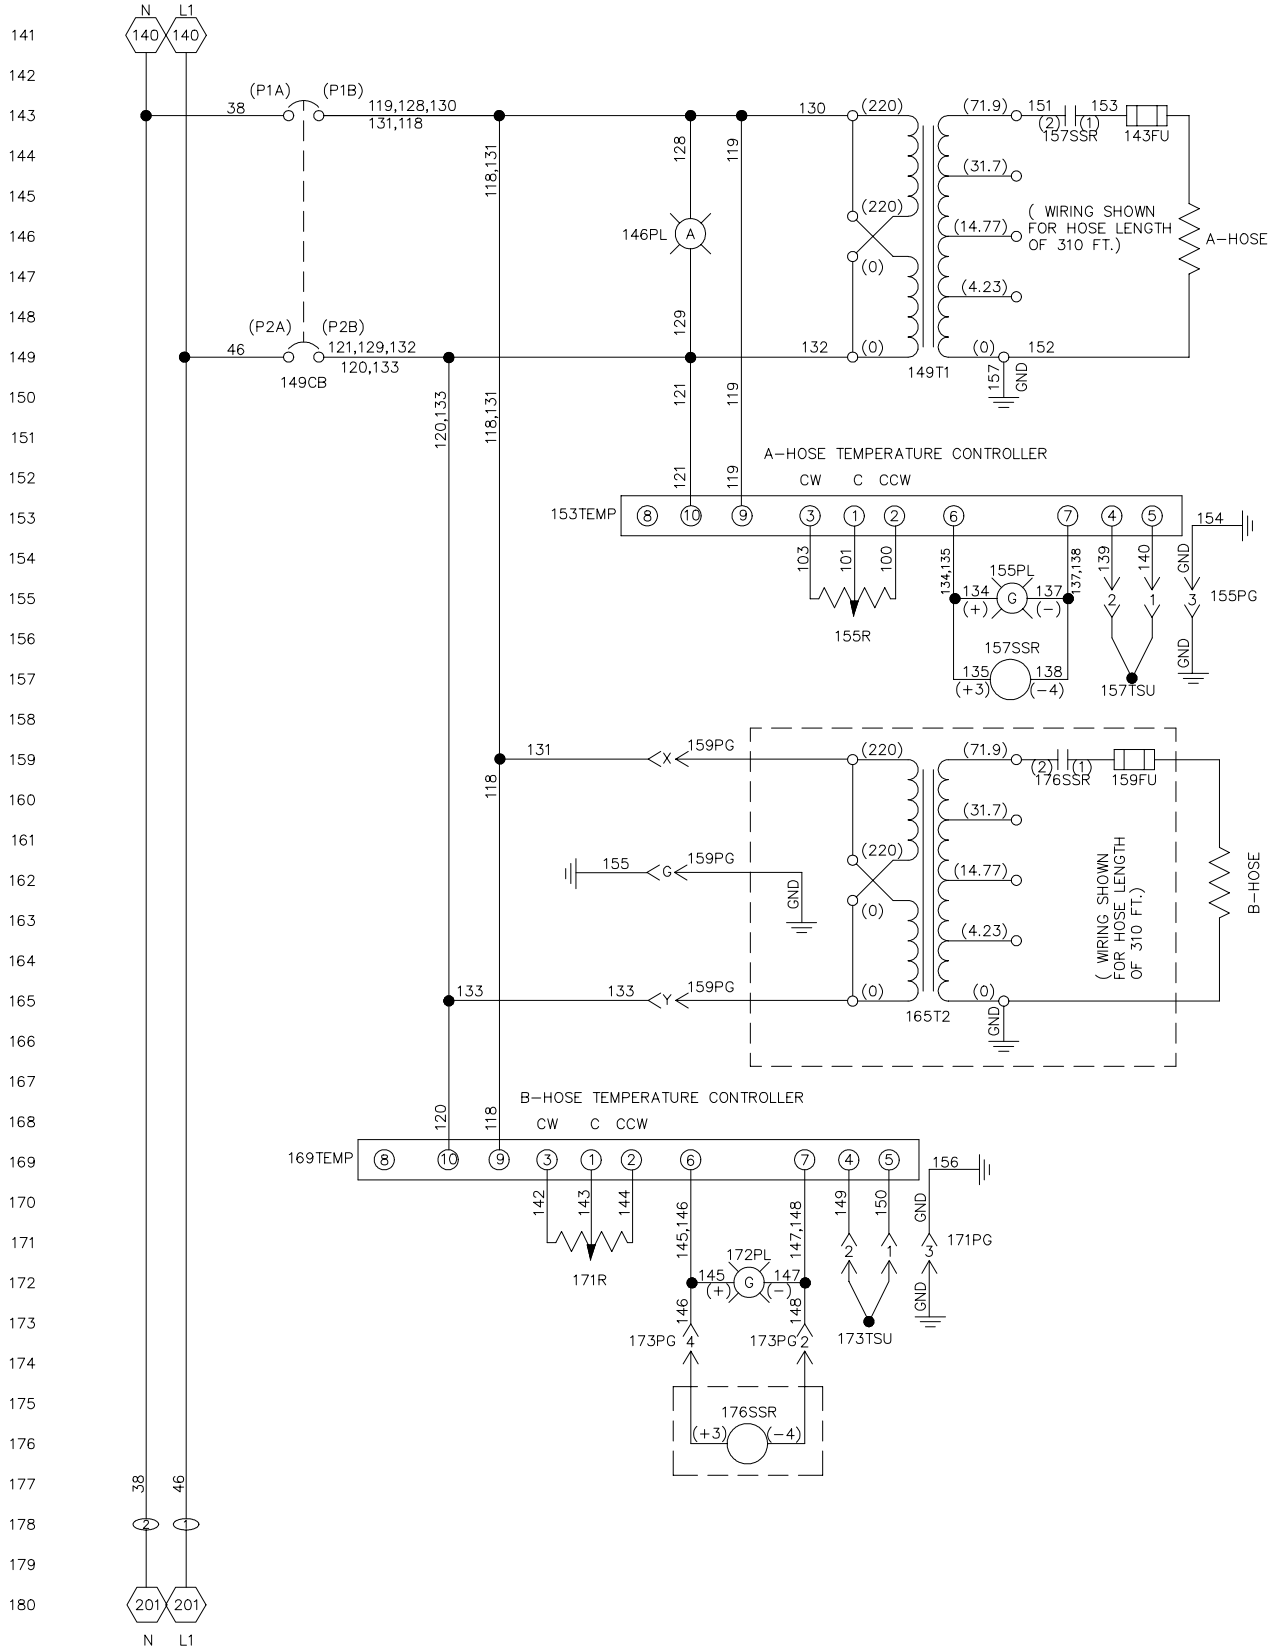 N L1
141 140 140
142
(P1A) (P1B)
143 38 119,128,130 130 (220) (71.9) 151 153
131,118 (2) (1)
157SSR 143FU
144 118,131 128 119
(31.7)
145
(220) ( WIRING SHOWN
146 146PL A (14.77) FOR HOSE LENGTH
OF 310 FT.) A-HOSE
(0)
147
(4.23)
148 129
(P2A) (P2B)
149 46 121,129,132 132 (0) (0) 152
120,133
149CB 149T1 157 GND
150 120,133 118,131 121 119
151
A-HOSE TEMPERATURE CONTROLLER
152 121 119 CW C CCW
153 153TEMP 8 10 9 3 1 2 6 7 4 5 154
154 103 101 100 134,135 137,138 139 140 GND
155PL
155 134 G 137 2 1 3 155PG
(+) (-)
156 155R
157SSR GND
157 135 138
(+3) (-4) 157TSU
158
159 131 X 159PG (220) (71.9)
(2) (1)
176SSR 159FU
160 118
(31.7)
161
(220)
155 G 159PG
162 GND (14.77) ( WIRING SHOWN
FOR HOSE LENGTH
OF 310 FT.)
B-HOSE
(0)
163
(4.23)
164
165 133 133 Y 159PG (0) (0)
165T2 GND
166
167
B-HOSE TEMPERATURE CONTROLLER
168 120 118 CW C CCW
169 169TEMP 8 10 9 3 1 2 6 7 4 5 156
170 142 143 144 145,146 147,148 149 150 GND
171 2 1 3 171PG
171R 172PL
172 145 G 147
(+) (-)
173 146 148 GND
173PG 4 173PG 2 173TSU
174
175
176SSR
176 (+3) (-4)
177 38 46
178 2 1
179
180 201 201
N L1